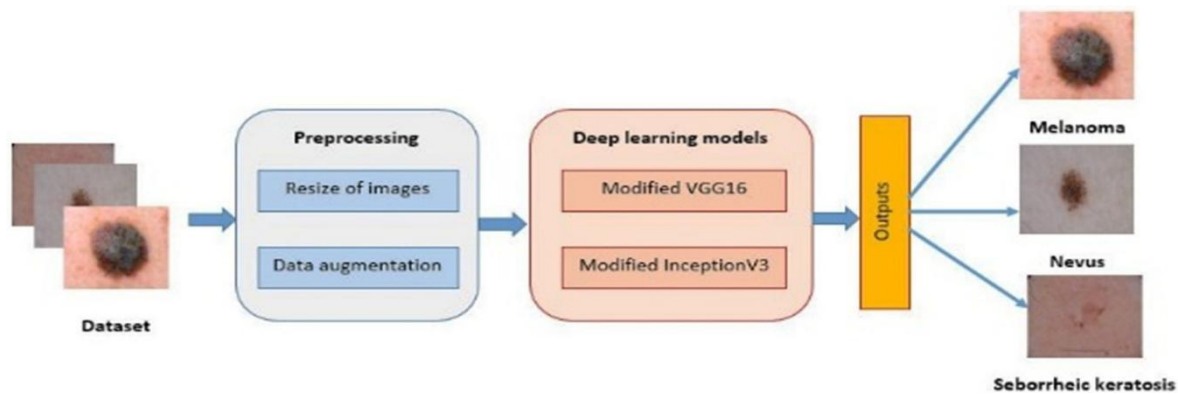 Dataset
Preprocessing
Resize of images
Data augmentation
Deep learning models
Modified VGG16
Modified InceptionV3
Outputs
Melanoma
Nevus
Seborrheic keratosis